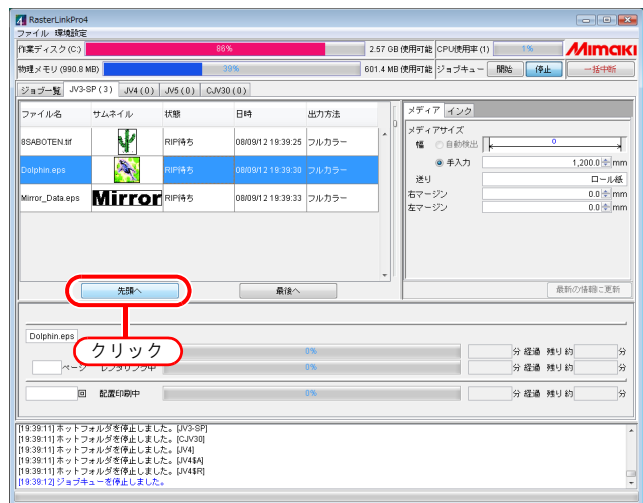 RasterLinkPro4
ファイル 環境設定
作業ディスク(C:) 86% 2.57 GB 使用可能 CPU使用率(1) 1% Mimaki
物理メモリ(990.8 MB) 39% 601.4 MB 使用可能 ジョブキュー 開始 停止 一括中断
ジョブ一覧 JV3-SP(3) JV4(0) JV5(0) CJV30(0)
メディア インク
ファイル名 サムネイル 状態 日時 出力方法
メディアサイズ
幅 自動検出 0
8SABOTEN.tif RIP待ち 08/09/12 19:39:25 フルカラー
手入力 1,200.0 mm
Dolphin.eps RIP待ち 08/09/12 19:39:30 フルカラー
送り ロール紙
右マージン 0.0 mm
Mirror_Data.eps Mirror RIP待ち 08/09/12 19:39:33 フルカラー
左マージン 0.0 mm
先頭へ 最後へ 最新の情報に更新
Dolphin.eps
クリック
0% 分 経過 残り 約 分
ページ レンダリング中 0% 分 経過 残り 約 分
回 配置印刷中 0% 分 経過 残り 約 分
[19:39:11] ホットフォルダを停止しました。[JV3-SP]
[19:39:11] ホットフォルダを停止しました。[CJV30]
[19:39:11] ホットフォルダを停止しました。[JV4]
[19:39:11] ホットフォルダを停止しました。[JV4$A]
[19:39:11] ホットフォルダを停止しました。[JV4$R]
[19:39:12] ジョブキューを停止しました。